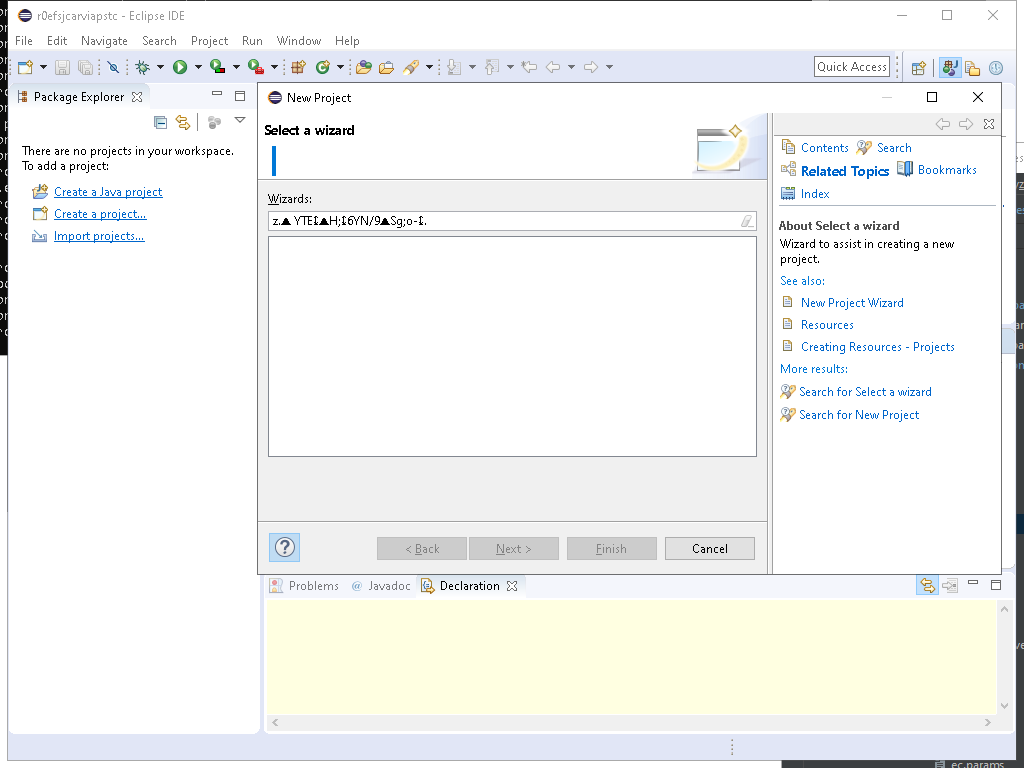 r0efsjcarviapstc - Eclipse IDE
File Edit Navigate Search Project Run Window Help
Quick Access
Package Explorer
There are no projects in your workspace.
To add a project:
Create a Java project
Create a project...
Import projects...
New Project
Select a wizard
Wizards:
Sg;o-
< Back
Next >
Finish
Cancel
Contents
Search
Related Topics
Bookmarks
Index
About Select a wizard
Wizard to assist in creating a new
project.
See also:
New Project Wizard
Resources
Creating Resources - Projects
More results:
Search for Select a wizard
Search for New Project
Problems @ Javadoc Declaration
ec.params